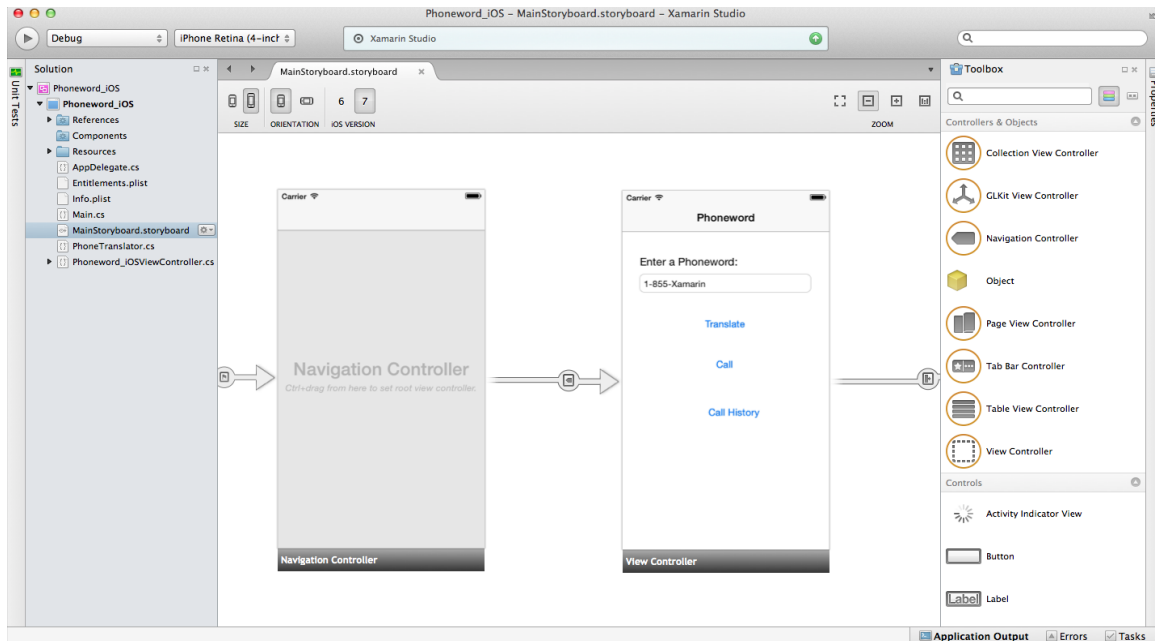 Phoneword_iOS – MainStoryboard.storyboard – Xamarin Studio
Debug
iPhone Retina (4-inch
Xamarin Studio
Unit Tests
Solution
Phoneword_iOS
Phoneword_iOS
References
Components
Resources
AppDelegate.cs
Entitlements.plist
Info.plist
Main.cs
MainStoryboard.storyboard
PhoneTranslator.cs
Phoneword_iOSViewController.cs
MainStoryboard.storyboard
6 7
SIZE ORIENTATION iOS VERSION ZOOM
Carrier
Navigation Controller
Ctrl+drag from here to set root view controller.
Navigation Controller
Carrier
Phoneword
Enter a Phoneword:
1-855-Xamarin
Translate
Call
Call History
View Controller
Toolbox
Controllers & Objects
Collection View Controller
GLKit View Controller
Navigation Controller
Object
Page View Controller
Tab Bar Controller
Table View Controller
View Controller
Controls
Activity Indicator View
Button
Label Label
Properties
Application Output Errors Tasks